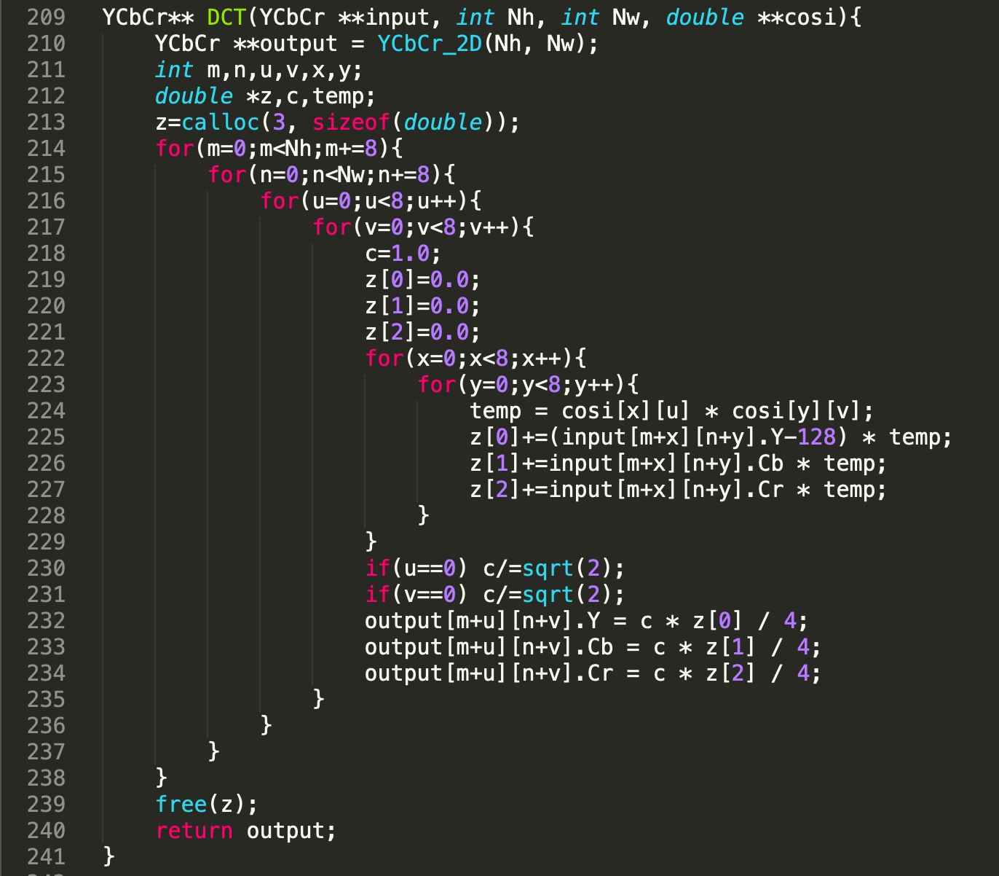 209 YCbCr** DCT(YCbCr **input, int Nh, int Nw, double **cosi){
210 YCbCr **output = YCbCr_2D(Nh, Nw);
211 int m,n,u,v,x,y;
212 double *z,c,temp;
213 z=calloc(3, sizeof(double));
214 for(m=0;m<Nh;m+=8){
215 for(n=0;n<Nw;n+=8){
216 for(u=0;u<8;u++){
217 for(v=0;v<8;v++){
218 c=1.0;
219 z[0]=0.0;
220 z[1]=0.0;
221 z[2]=0.0;
222 for(x=0;x<8;x++){
223 for(y=0;y<8;y++){
224 temp = cosi[x][u] * cosi[y][v];
225 z[0]+=(input[m+x][n+y].Y-128) * temp;
226 z[1]+=input[m+x][n+y].Cb * temp;
227 z[2]+=input[m+x][n+y].Cr * temp;
228 }
229 }
230 if(u==0) c/=sqrt(2);
231 if(v==0) c/=sqrt(2);
232 output[m+u][n+v].Y = c * z[0] / 4;
233 output[m+u][n+v].Cb = c * z[1] / 4;
234 output[m+u][n+v].Cr = c * z[2] / 4;
235 }
236 }
237 }
238 }
239 free(z);
240 return output;
241 }